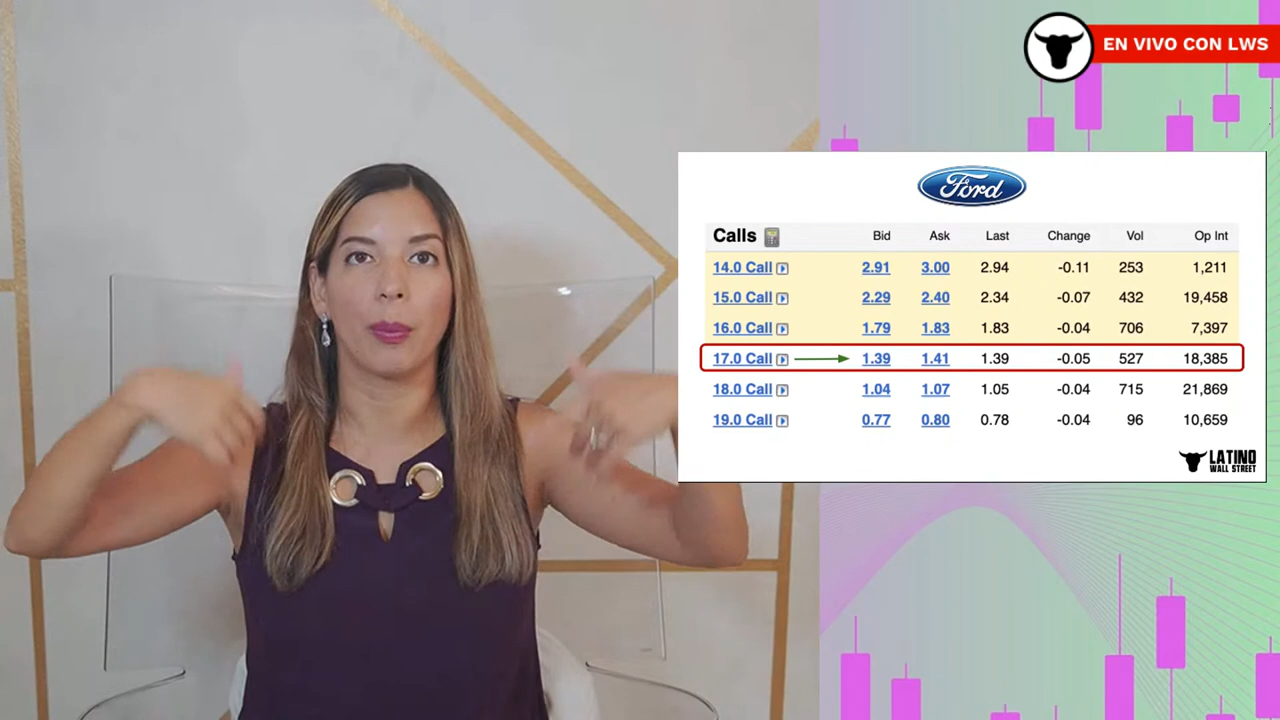 EN VIVO CON LWS
Ford
Calls Bid Ask Last Change Vol Op Int
14.0 Call 2.91 3.00 2.94 -0.11 253 1,211
15.0 Call 2.29 2.40 2.34 -0.07 432 19,458
16.0 Call 1.79 1.83 1.83 -0.04 706 7,397
17.0 Call 1.39 1.41 1.39 -0.05 527 18,385
18.0 Call 1.04 1.07 1.05 -0.04 715 21,869
19.0 Call 0.77 0.80 0.78 -0.04 96 10,659
LATINO
WALL STREET